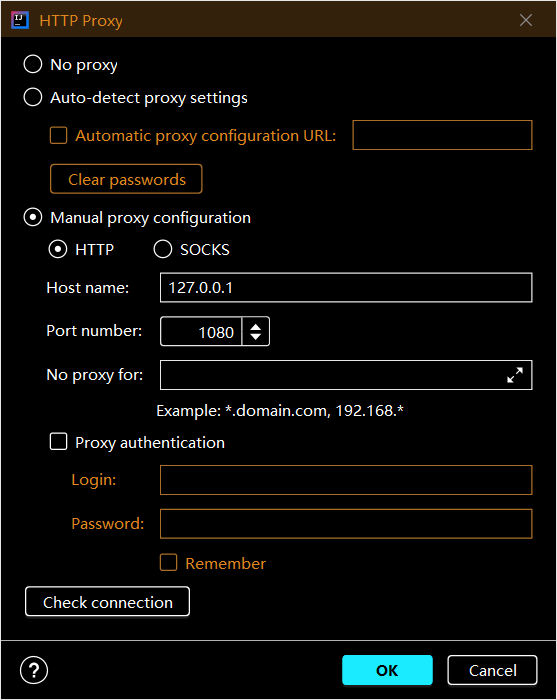 HTTP Proxy
No proxy
Auto-detect proxy settings
Automatic proxy configuration URL:
Clear passwords
Manual proxy configuration
HTTP SOCKS
Host name: 127.0.0.1
Port number: 1080
No proxy for:
Example: *.domain.com, 192.168.*
Proxy authentication
Login:
Password:
Remember
Check connection
? OK Cancel